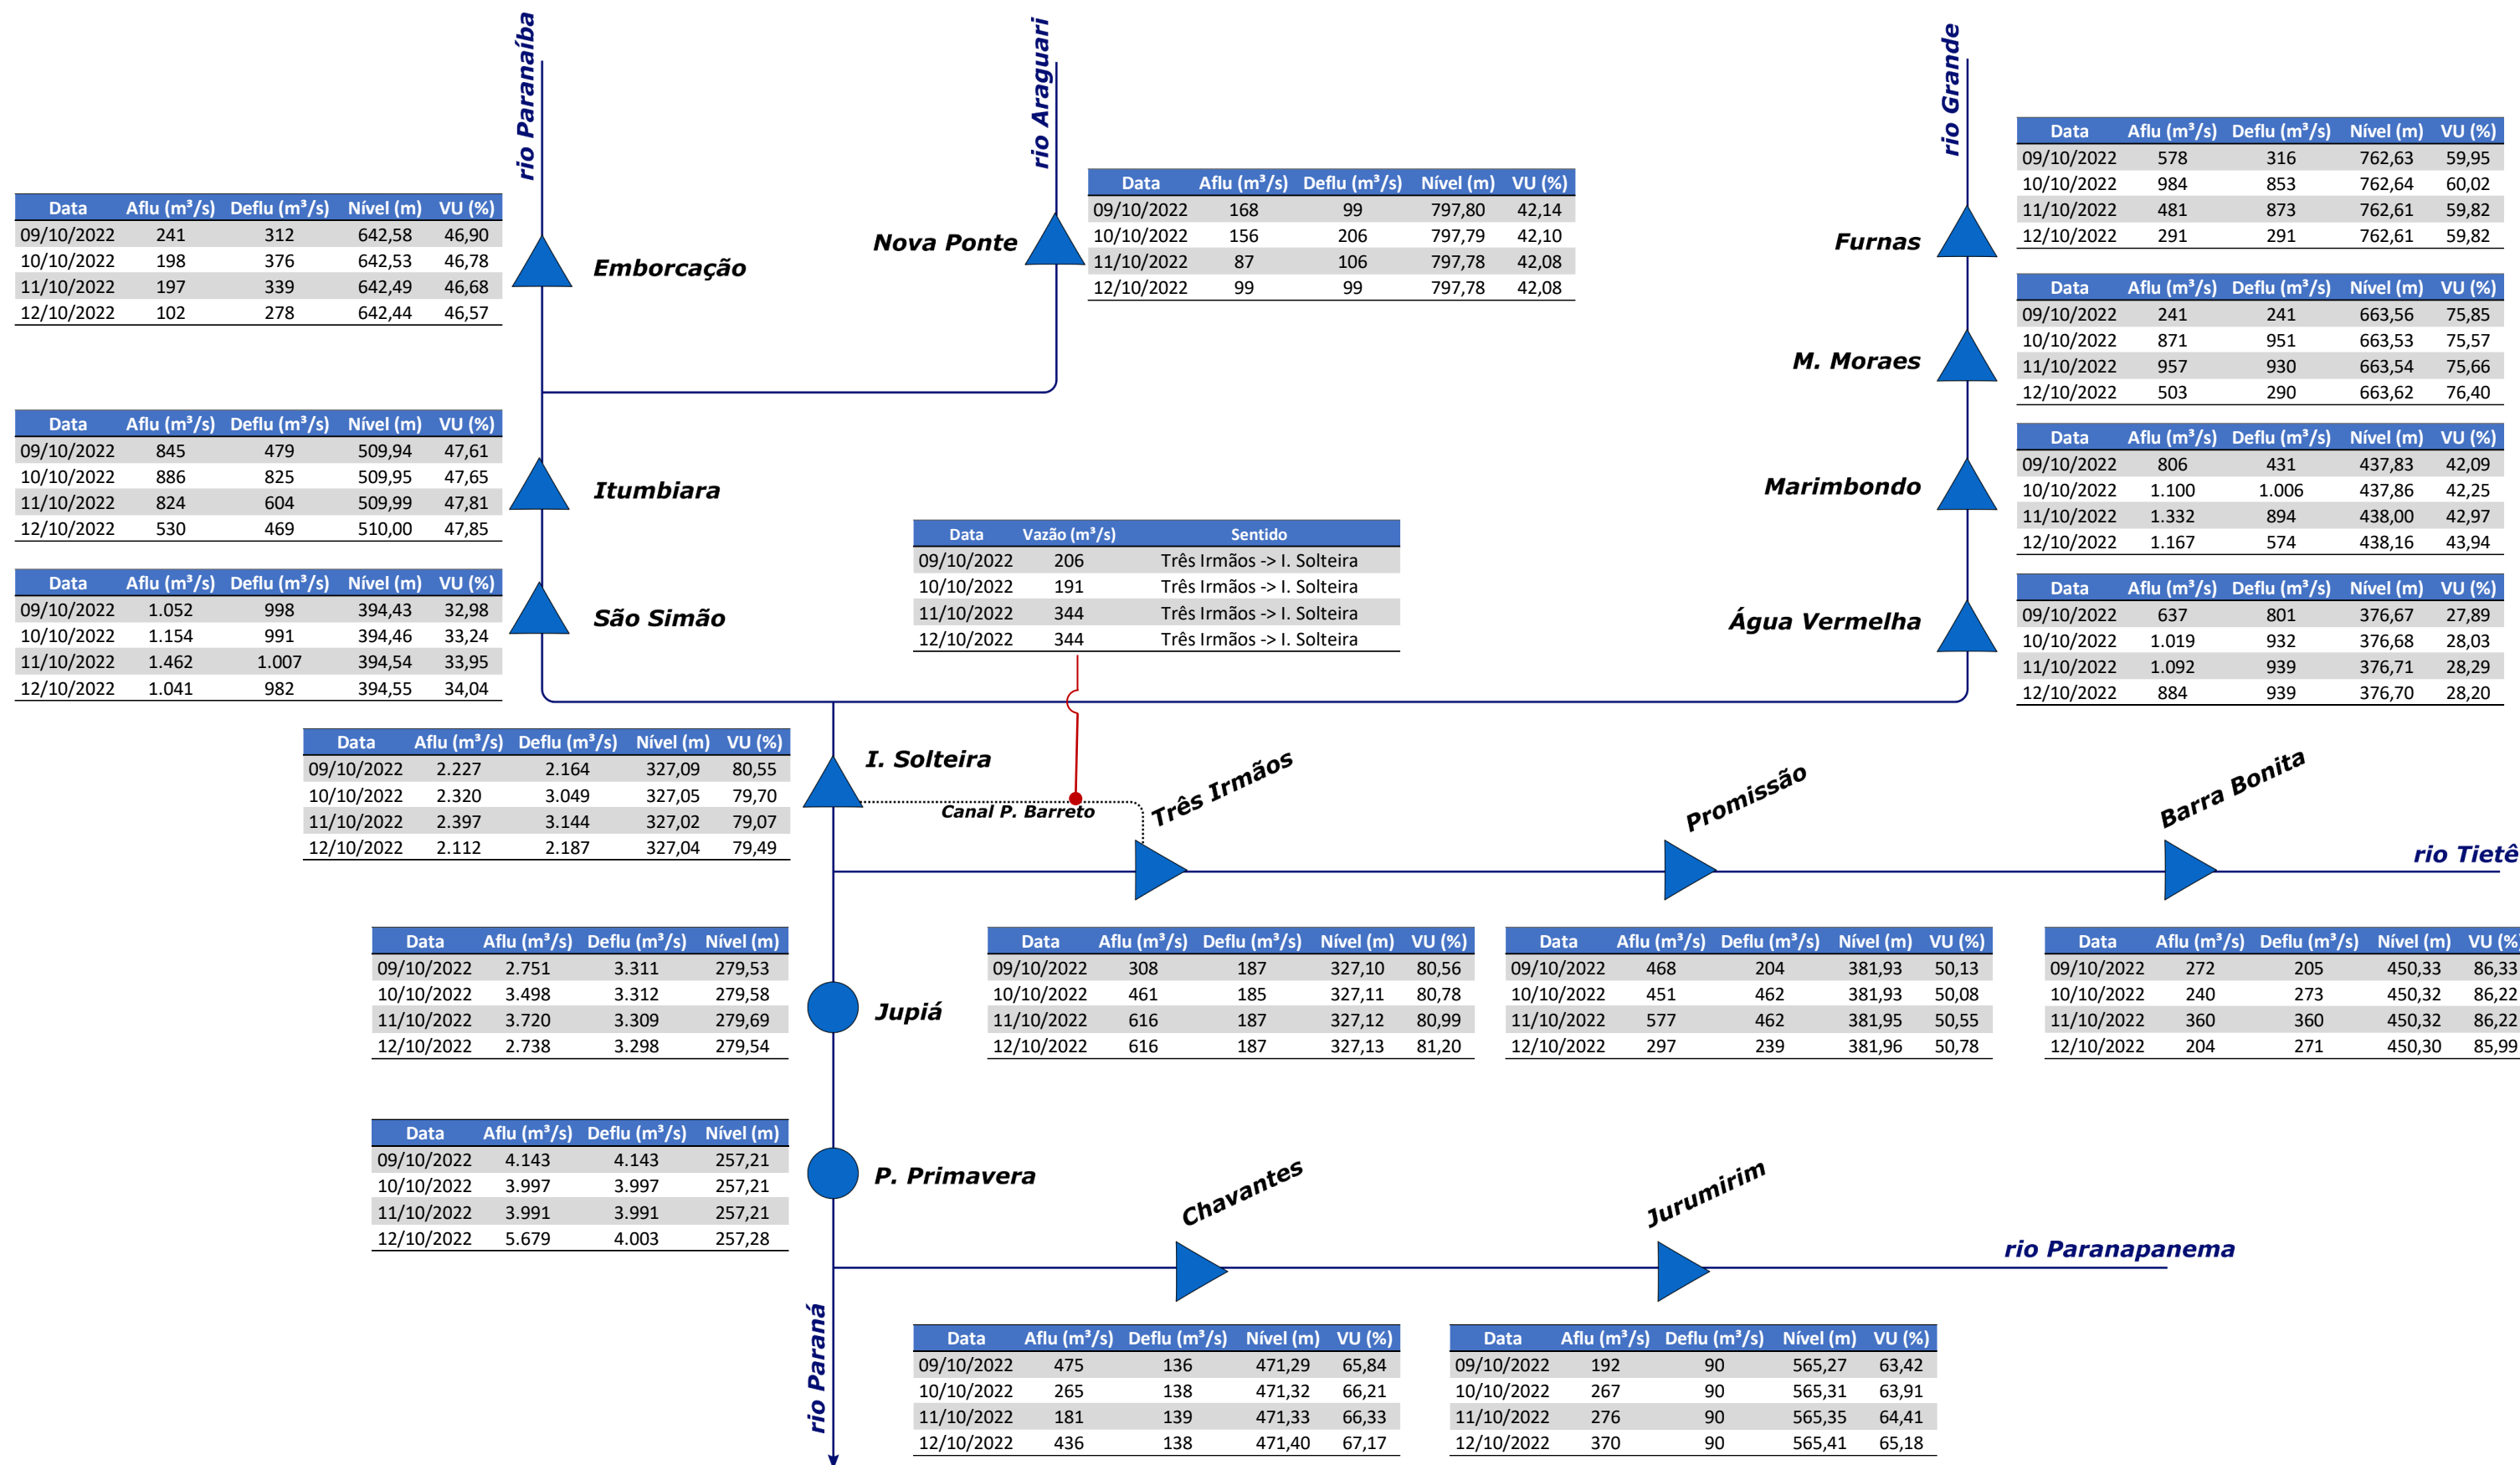 rio Paranaíba
rio Araguari
rio Grande
Data Aflu (m³/s) Deflu (m³/s) Nível (m) VU (%)
09/10/2022 578 316 762,63 59,95
10/10/2022 984 853 762,64 60,02
11/10/2022 481 873 762,61 59,82
12/10/2022 291 291 762,61 59,82
Furnas
Data Aflu (m³/s) Deflu (m³/s) Nível (m) VU (%)
09/10/2022 168 99 797,80 42,14
10/10/2022 156 206 797,79 42,10
11/10/2022 87 106 797,78 42,08
12/10/2022 99 99 797,78 42,08
Nova Ponte
Data Aflu (m³/s) Deflu (m³/s) Nível (m) VU (%)
09/10/2022 241 312 642,58 46,90
10/10/2022 198 376 642,53 46,78
11/10/2022 197 339 642,49 46,68
12/10/2022 102 278 642,44 46,57
Emborcação
Data Aflu (m³/s) Deflu (m³/s) Nível (m) VU (%)
09/10/2022 241 241 663,56 75,85
10/10/2022 871 951 663,53 75,57
11/10/2022 957 930 663,54 75,66
12/10/2022 503 290 663,62 76,40
M. Moraes
Data Aflu (m³/s) Deflu (m³/s) Nível (m) VU (%)
09/10/2022 845 479 509,94 47,61
10/10/2022 886 825 509,95 47,65
11/10/2022 824 604 509,99 47,81
12/10/2022 530 469 510,00 47,85
Itumbiara
Data Aflu (m³/s) Deflu (m³/s) Nível (m) VU (%)
09/10/2022 806 431 437,83 42,09
10/10/2022 1.100 1.006 437,86 42,25
11/10/2022 1.332 894 438,00 42,97
12/10/2022 1.167 574 438,16 43,94
Marimbondo
Data Vazão (m³/s) Sentido
09/10/2022 206 Três Irmãos -> I. Solteira
10/10/2022 191 Três Irmãos -> I. Solteira
11/10/2022 344 Três Irmãos -> I. Solteira
12/10/2022 344 Três Irmãos -> I. Solteira
Data Aflu (m³/s) Deflu (m³/s) Nível (m) VU (%)
09/10/2022 1.052 998 394,43 32,98
10/10/2022 1.154 991 394,46 33,24
11/10/2022 1.462 1.007 394,54 33,95
12/10/2022 1.041 982 394,55 34,04
São Simão
Data Aflu (m³/s) Deflu (m³/s) Nível (m) VU (%)
09/10/2022 637 801 376,67 27,89
10/10/2022 1.019 932 376,68 28,03
11/10/2022 1.092 939 376,71 28,29
12/10/2022 884 939 376,70 28,20
Água Vermelha
Data Aflu (m³/s) Deflu (m³/s) Nível (m) VU (%)
09/10/2022 2.227 2.164 327,09 80,55
10/10/2022 2.320 3.049 327,05 79,70
11/10/2022 2.397 3.144 327,02 79,07
12/10/2022 2.112 2.187 327,04 79,49
I. Solteira
Canal P. Barreto
Três Irmãos
Promissão
Barra Bonita
rio Tietê
Data Aflu (m³/s) Deflu (m³/s) Nível (m)
09/10/2022 2.751 3.311 279,53
10/10/2022 3.498 3.312 279,58
11/10/2022 3.720 3.309 279,69
12/10/2022 2.738 3.298 279,54
Jupiá
Data Aflu (m³/s) Deflu (m³/s) Nível (m) VU (%)
09/10/2022 308 187 327,10 80,56
10/10/2022 461 185 327,11 80,78
11/10/2022 616 187 327,12 80,99
12/10/2022 616 187 327,13 81,20
Data Aflu (m³/s) Deflu (m³/s) Nível (m) VU (%)
09/10/2022 468 204 381,93 50,13
10/10/2022 451 462 381,93 50,08
11/10/2022 577 462 381,95 50,55
12/10/2022 297 239 381,96 50,78
Data Aflu (m³/s) Deflu (m³/s) Nível (m) VU (%)
09/10/2022 272 205 450,33 86,33
10/10/2022 240 273 450,32 86,22
11/10/2022 360 360 450,32 86,22
12/10/2022 204 271 450,30 85,99
Data Aflu (m³/s) Deflu (m³/s) Nível (m)
09/10/2022 4.143 4.143 257,21
10/10/2022 3.997 3.997 257,21
11/10/2022 3.991 3.991 257,21
12/10/2022 5.679 4.003 257,28
P. Primavera
Chavantes
Jurumirim
rio Paranapanema
rio Paraná
Data Aflu (m³/s) Deflu (m³/s) Nível (m) VU (%)
09/10/2022 475 136 471,29 65,84
10/10/2022 265 138 471,32 66,21
11/10/2022 181 139 471,33 66,33
12/10/2022 436 138 471,40 67,17
Data Aflu (m³/s) Deflu (m³/s) Nível (m) VU (%)
09/10/2022 192 90 565,27 63,42
10/10/2022 267 90 565,31 63,91
11/10/2022 276 90 565,35 64,41
12/10/2022 370 90 565,41 65,18